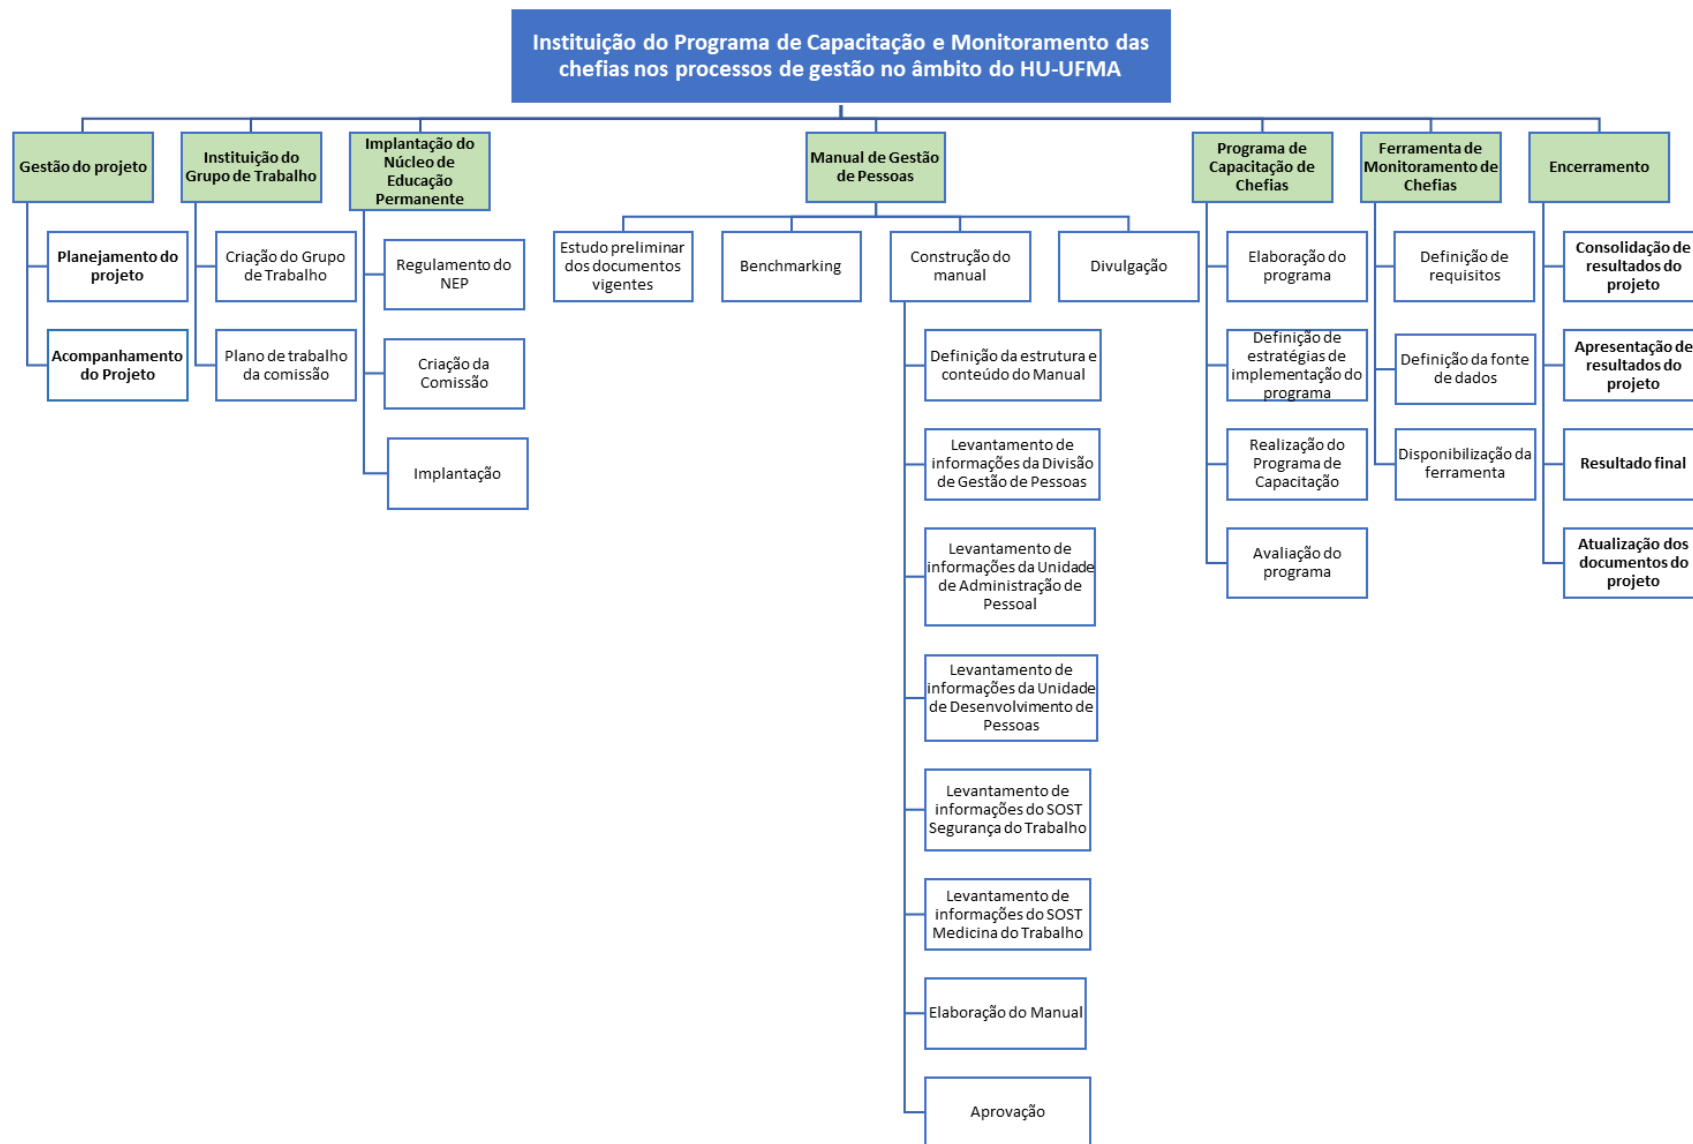 Instituição do Programa de Capacitação e Monitoramento das
chefias nos processos de gestão no âmbito do HU-UFMA
Gestão do projeto
Planejamento do
projeto
Acompanhamento
do Projeto
Instituição do
Grupo de Trabalho
Criação do Grupo
de Trabalho
Plano de trabalho
da comissão
Implantação do
Núcleo de
Educação
Permanente
Regulamento do
NEP
Criação da
Comissão
Implantação
Manual de Gestão
de Pessoas
Estudo preliminar
dos documentos
vigentes
Benchmarking
Construção do
manual
Definição da estrutura e
conteúdo do Manual
Levantamento de
informações da Divisão
de Gestão de Pessoas
Levantamento de
informações da Unidade
de Administração de
Pessoal
Levantamento de
informações da Unidade
de Desenvolvimento de
Pessoas
Levantamento de
informações do SOST
Segurança do Trabalho
Levantamento de
informações do SOST
Medicina do Trabalho
Elaboração do Manual
Aprovação
Divulgação
Programa de
Capacitação de
Chefias
Elaboração do
programa
Definição de
estratégias de
implementação do
programa
Realização do
Programa de
Capacitação
Avaliação do
programa
Ferramenta de
Monitoramento de
Chefias
Definição de
requisitos
Definição da fonte
de dados
Disponibilização da
ferramenta
Encerramento
Consolidação de
resultados do
projeto
Apresentação de
resultados do
projeto
Resultado final
Atualização dos
documentos do
projeto